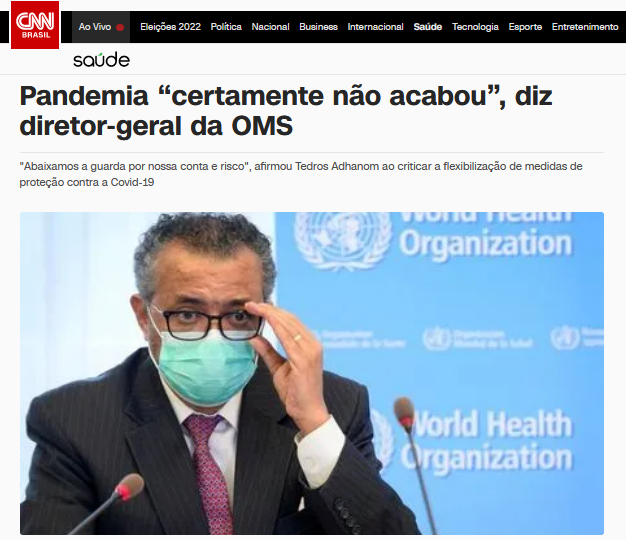 CNN
BRASIL
Ao Vivo Eleições 2022 Política Nacional Business Internacional Saúde Tecnologia Esporte Entretenimento
saúde
Pandemia “certamente não acabou”, diz
diretor-geral da OMS
"Abaixamos a guarda por nossa conta e risco", afirmou Tedros Adhanom ao criticar a flexibilização de medidas de
proteção contra a Covid-19
World Health
Organization
World Health
Organization